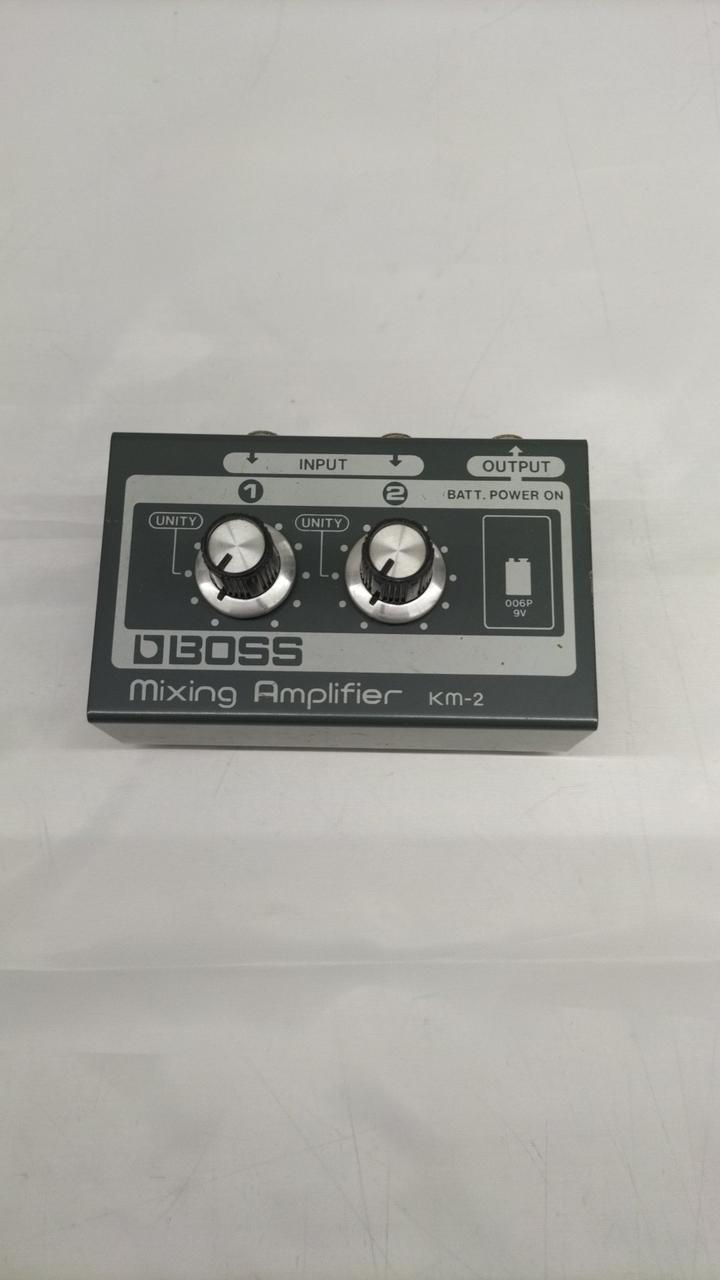 INPUT
OUTPUT
1
2
BATT. POWER ON
UNITY
UNITY
006P
9V
BOSS
Mixing Amplifier KM-2